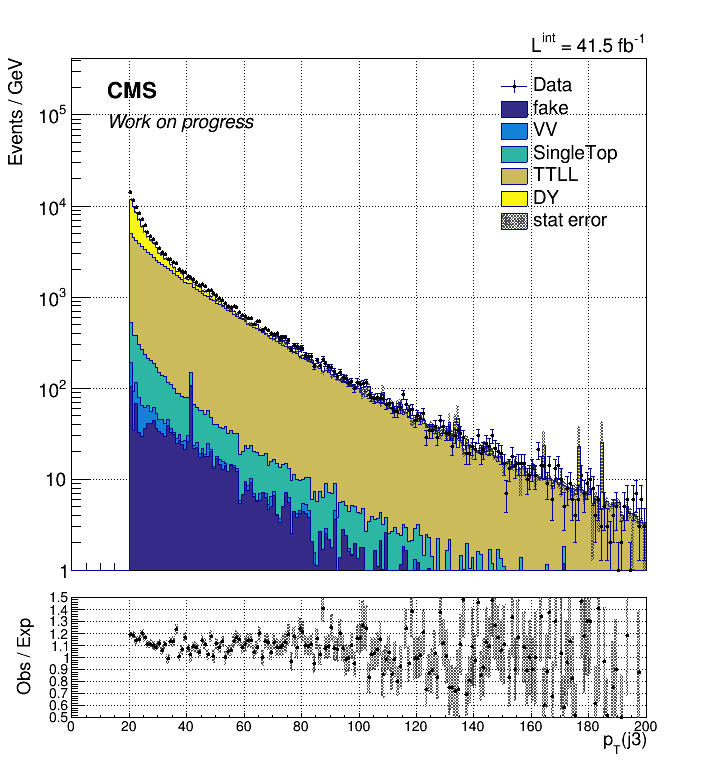 L^int = 41.5 fb^-1
Events / GeV
CMS
Work on progress
Data
fake
VV
SingleTop
TTLL
DY
stat error
10^5
10^4
10^3
10^2
10
1
Obs / Exp
1.5
1.4
1.3
1.2
1.1
1
0.9
0.8
0.7
0.6
0.5
0 20 40 60 80 100 120 140 160 180 200
p_T(j3)